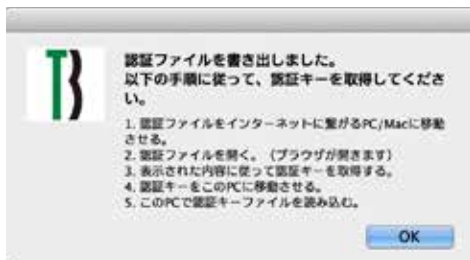 認証ファイルを書き出しました。
以下の手順に従って、認証キーを取得してくださ
い。
1. 認証ファイルをインターネットに繋がるPC/Macに移動
させる。
2. 認証ファイルを開く。（ブラウザが開きます）
3. 表示された内容に従って認証キーを取得する。
4. 認証キーをこのPCに移動させる。
5. このPCで認証キーファイルを読み込む。
OK